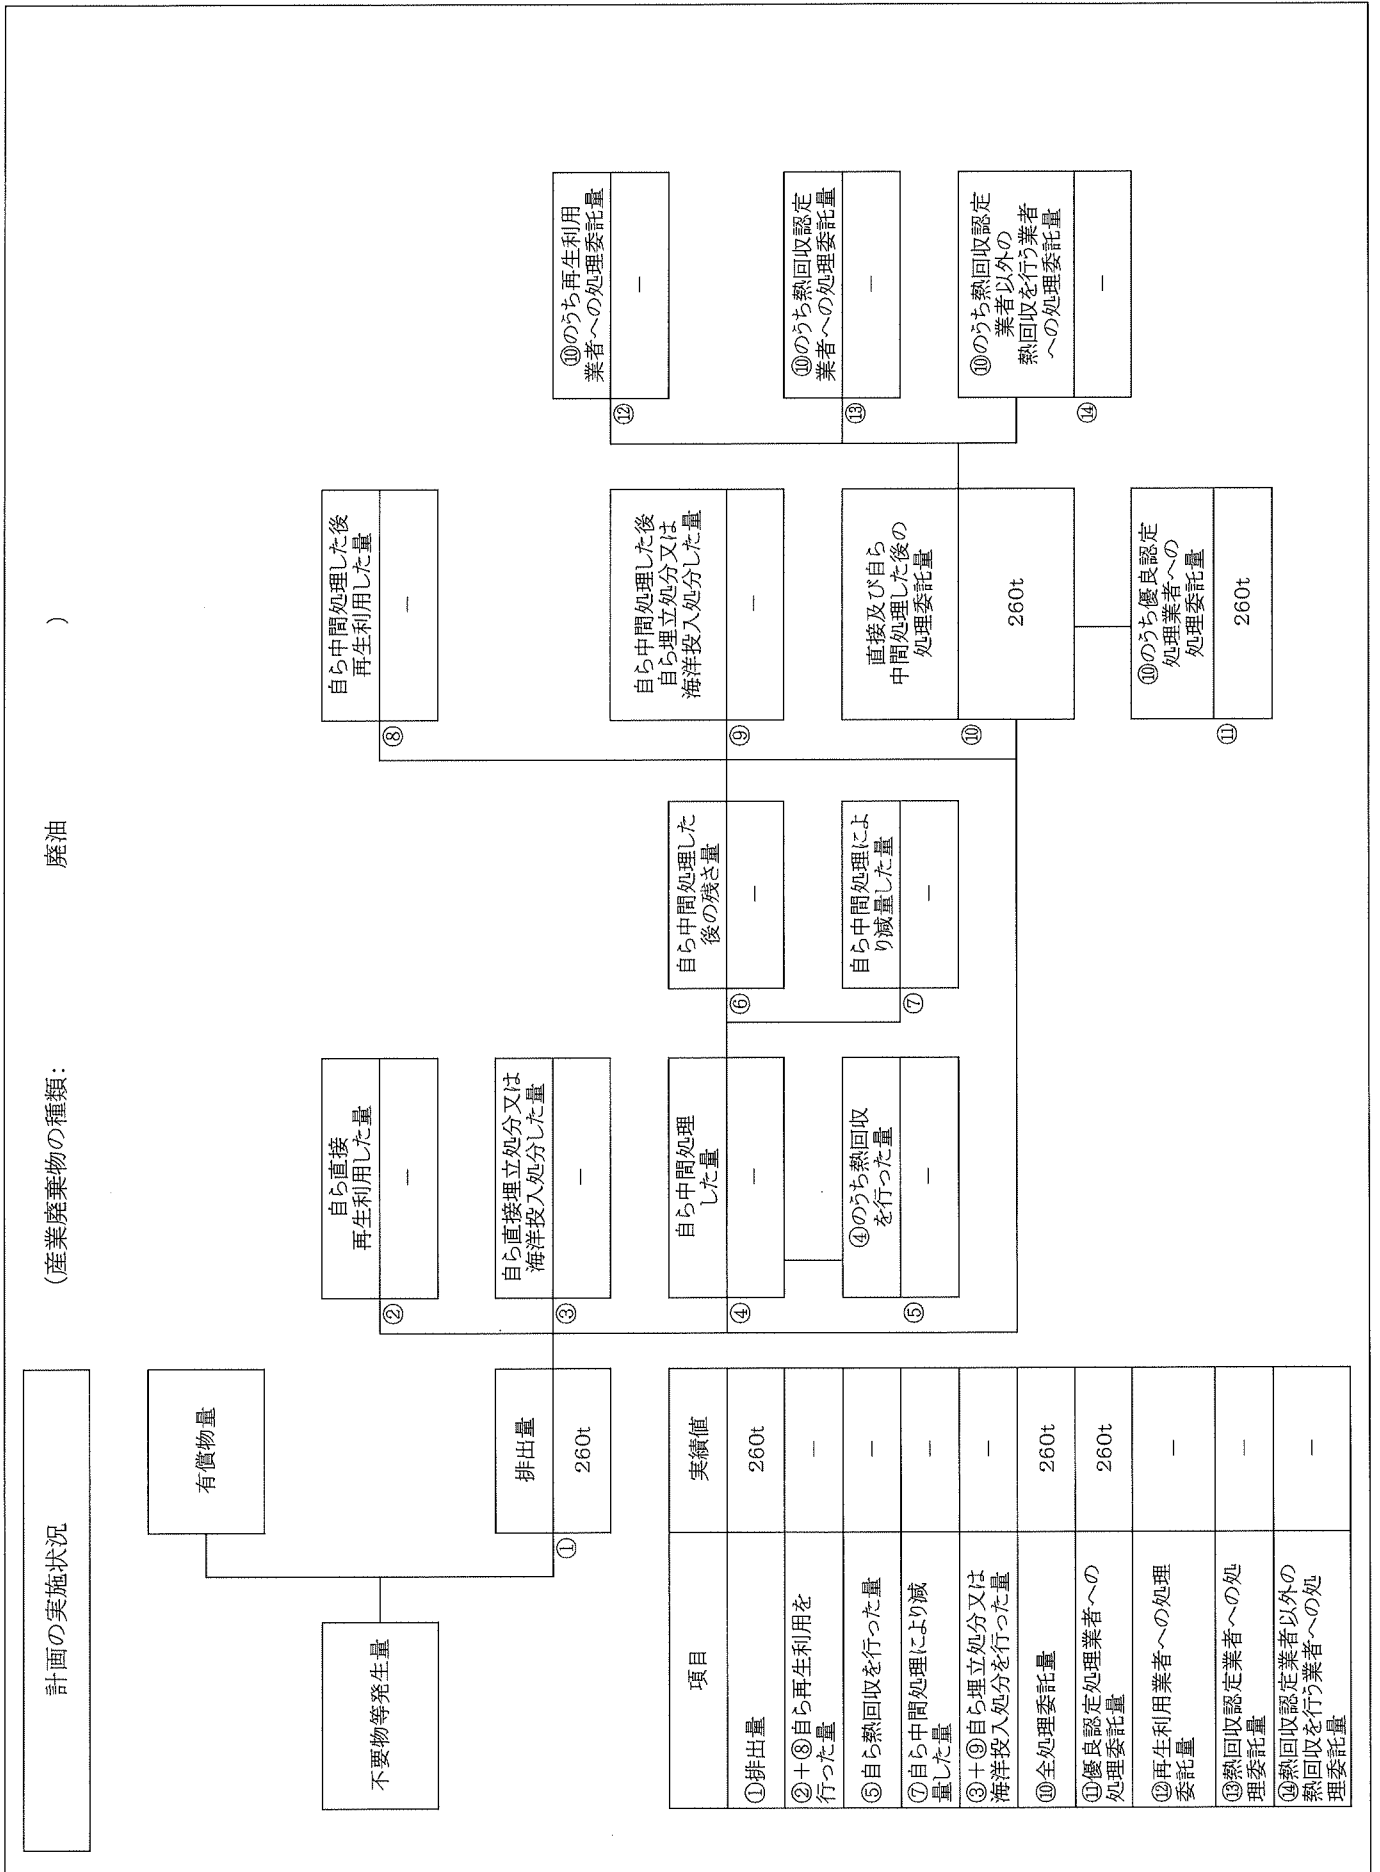 計画の実施状況
(産業廃棄物の種類: 廃油 )
不要物等発生量
有償物量
①
排出量
260t
②
自ら直接
再生利用した量
－
③
自ら直接埋立処分又は
海洋投入処分した量
－
④
自ら中間処理
した量
－
⑤
④のうち熱回収
を行った量
－
⑥
自ら中間処理した
後の残さ量
－
⑦
自ら中間処理によ
り減量した量
－
⑧
自ら中間処理した後
再生利用した量
－
⑨
自ら中間処理した後
自ら埋立処分又は
海洋投入処分した量
－
⑩
直接及び自ら
中間処理した後の
処理委託量
260t
⑪
⑩のうち優良認定
処理業者への
処理委託量
260t
⑫
⑩のうち再生利用
業者への処理委託量
－
⑬
⑩のうち熱回収認定
業者への処理委託量
－
⑭
⑩のうち熱回収認定
業者以外の
熱回収を行う業者
への処理委託量
－
項目 実績値
①排出量 260t
②＋⑧自ら再生利用を
行った量 －
⑤自ら熱回収を行った量 －
⑦自ら中間処理により減
量した量 －
③＋⑨自ら埋立処分又は
海洋投入処分を行った量 －
⑩全処理委託量 260t
⑪優良認定処理業者への
処理委託量 260t
⑫再生利用業者への処理
委託量 －
⑬熱回収認定業者への処
理委託量 －
⑭熱回収認定業者以外の
熱回収を行う業者への処
理委託量 －